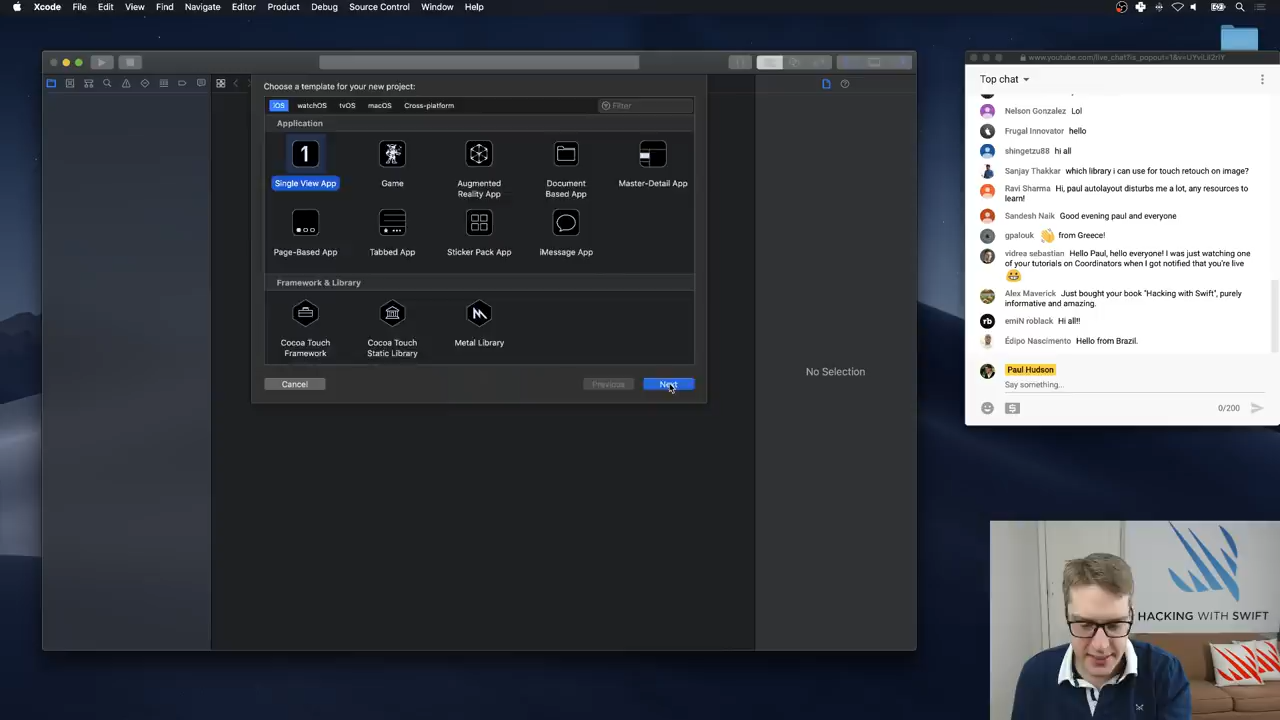 Xcode File Edit View Find Navigate Editor Product Debug Source Control Window Help
Choose a template for your new project:
iOS watchOS tvOS macOS Cross-platform
Filter
Application
1
Single View App
Game
Augmented
Reality App
Document
Based App
Master-Detail App
Page-Based App
Tabbed App
Sticker Pack App
iMessage App
Framework & Library
Cocoa Touch
Framework
Cocoa Touch
Static Library
Metal Library
Cancel
Previous
Next
No Selection
Top chat
Nelson Gonzalez Lol
Frugal Innovator hello
shingetzu88 hi all
Sanjay Thakkar which library i can use for touch retouch on image?
Ravi Sharma Hi, paul autolayout disturbs me a lot, any resources to
learn!
Sandesh Naik Good evening paul and everyone
gpalouk 👋 from Greece!
vidrea sebastian Hello Paul, hello everyone! I was just watching one
of your tutorials on Coordinators when I got notified that you're live
😀
Alex Maverick Just bought your book "Hacking with Swift", purely
informative and amazing.
rb
emiN roblack Hi all!!
Édipo Nascimento Hello from Brazil.
Paul Hudson
Say something...
0/200
HACKING WITH SWIFT